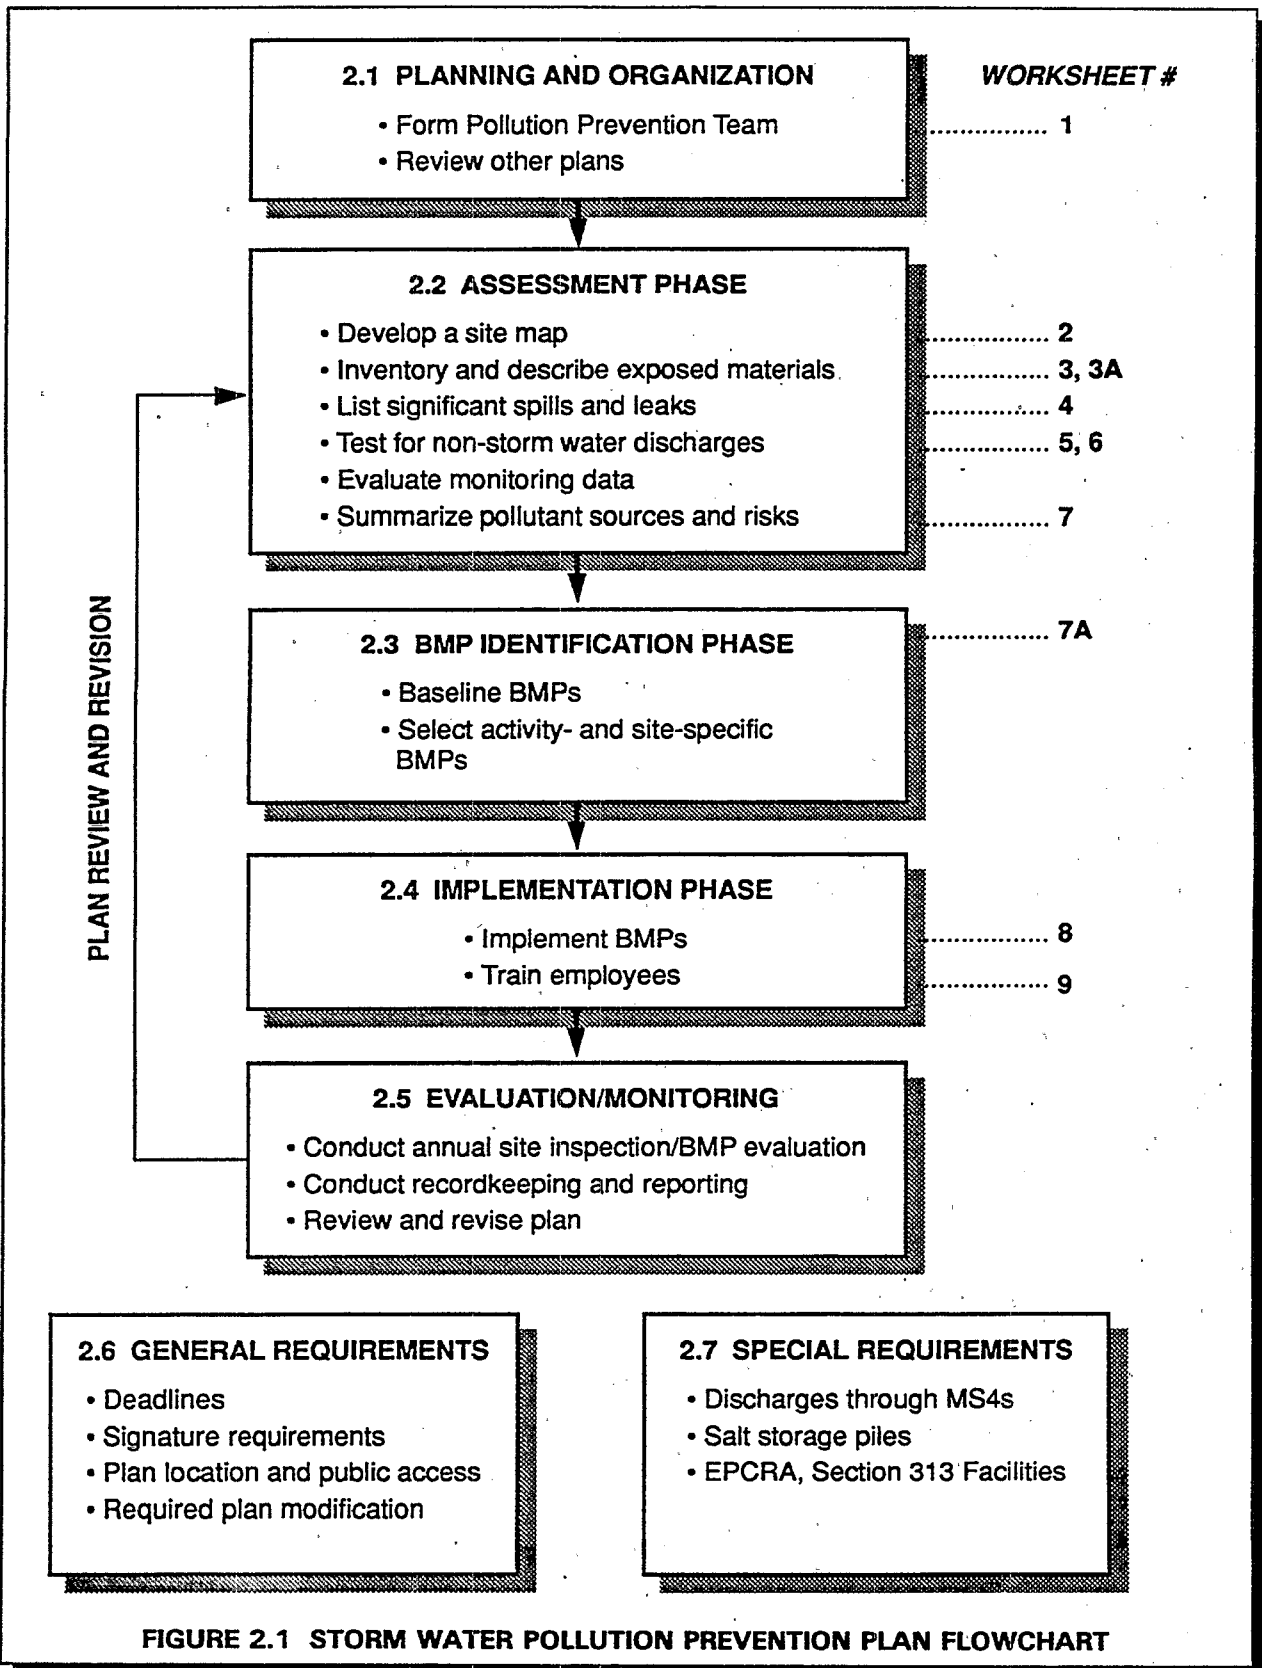 2.1 PLANNING AND ORGANIZATION
WORKSHEET #
• Form Pollution Prevention Team ................ 1
• Review other plans
2.2 ASSESSMENT PHASE
• Develop a site map ................. 2
• Inventory and describe exposed materials ................. 3, 3A
• List significant spills and leaks ................. 4
• Test for non-storm water discharges ................. 5, 6
• Evaluate monitoring data
• Summarize pollutant sources and risks ................. 7
2.3 BMP IDENTIFICATION PHASE ................. 7A
• Baseline BMPs
• Select activity- and site-specific
BMPs
2.4 IMPLEMENTATION PHASE
• Implement BMPs ................. 8
• Train employees ................. 9
2.5 EVALUATION/MONITORING
• Conduct annual site inspection/BMP evaluation
• Conduct recordkeeping and reporting
• Review and revise plan
PLAN REVIEW AND REVISION
2.6 GENERAL REQUIREMENTS
• Deadlines
• Signature requirements
• Plan location and public access
• Required plan modification
2.7 SPECIAL REQUIREMENTS
• Discharges through MS4s
• Salt storage piles
• EPCRA, Section 313 Facilities
FIGURE 2.1 STORM WATER POLLUTION PREVENTION PLAN FLOWCHART